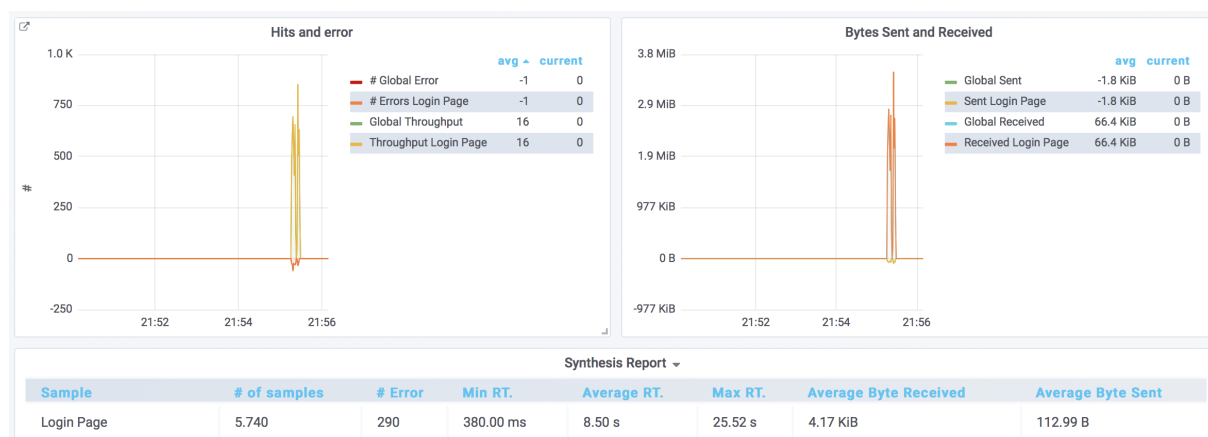 Hits and error
1.0 K
750
500
250
0
-250
#
21:52 21:54 21:56
avg current
# Global Error -1 0
# Errors Login Page -1 0
Global Throughput 16 0
Throughput Login Page 16 0
Bytes Sent and Received
3.8 MiB
2.9 MiB
1.9 MiB
977 KiB
0 B
-977 KiB
21:52 21:54 21:56
avg current
Global Sent -1.8 KiB 0 B
Sent Login Page -1.8 KiB 0 B
Global Received 66.4 KiB 0 B
Received Login Page 66.4 KiB 0 B
Synthesis Report
Sample # of samples # Error Min RT. Average RT. Max RT. Average Byte Received Average Byte Sent
Login Page 5.740 290 380.00 ms 8.50 s 25.52 s 4.17 KiB 112.99 B